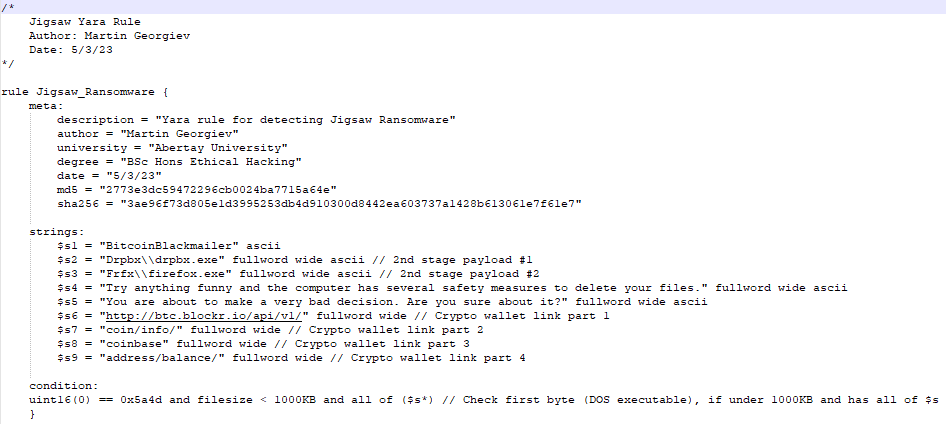 /*
    Jigsaw Yara Rule
    Author: Martin Georgiev
    Date: 5/3/23
*/
rule Jigsaw_Ransomware {
    meta:
        description = "Yara rule for detecting Jigsaw Ransomware"
        author = "Martin Georgiev"
        university = "Abertay University"
        degree = "BSc Hons Ethical Hacking"
        date = "5/3/23"
        md5 = "2773e3dc59472296cb0024ba7715a64e"
        sha256 = "3ae96f73d805e1d3995253db4d910300d8442ea603737a1428b613061e7f61e7"
    strings:
        $s1 = "BitcoinBlackmailer" ascii
        $s2 = "Drpbx\\drpbx.exe" fullword wide ascii // 2nd stage payload #1
        $s3 = "Frfx\\firefox.exe" fullword wide ascii // 2nd stage payload #2
        $s4 = "Try anything funny and the computer has several safety measures to delete your files." fullword wide ascii
        $s5 = "You are about to make a very bad decision. Are you sure about it?" fullword wide ascii
        $s6 = "http://btc.blockr.io/api/v1/" fullword wide // Crypto wallet link part 1
        $s7 = "coin/info/" fullword wide // Crypto wallet link part 2
        $s8 = "coinbase" fullword wide // Crypto wallet link part 3
        $s9 = "address/balance/" fullword wide // Crypto wallet link part 4
    condition:
    uint16(0) == 0x5a4d and filesize < 1000KB and all of ($s*) // Check first byte (DOS executable), if under 1000KB and has all of $s
    }